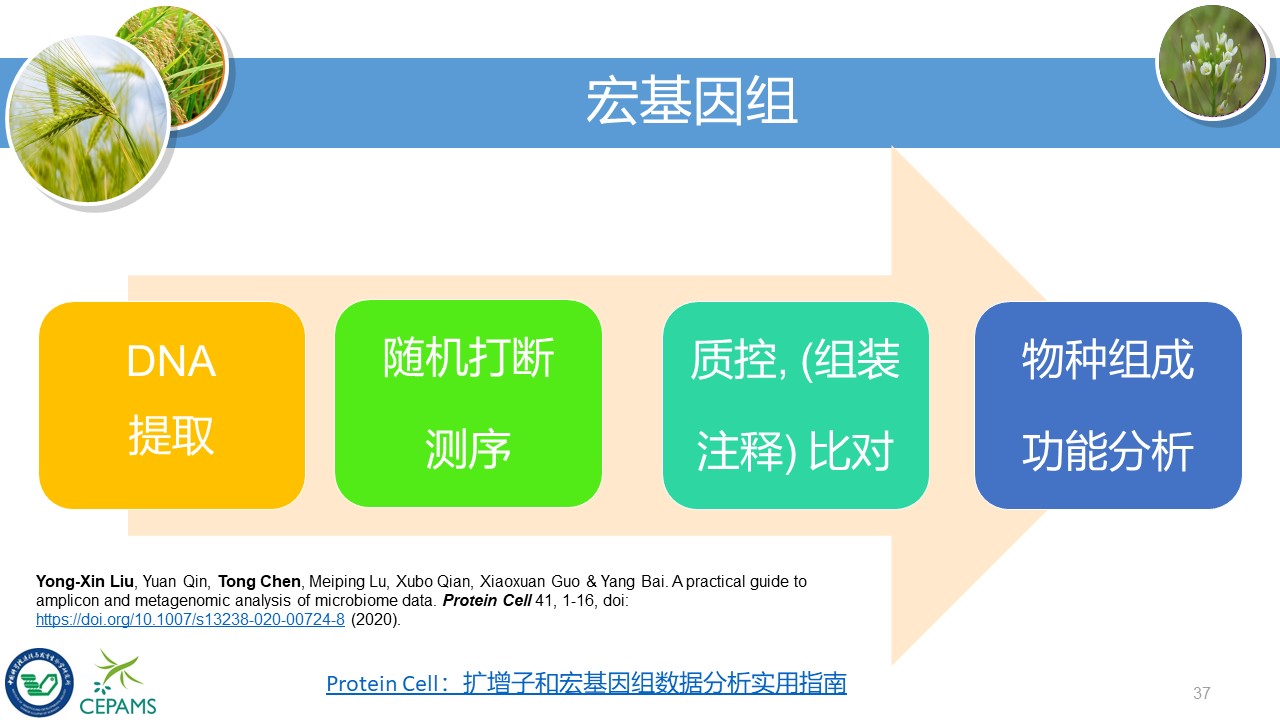 宏基因组
DNA
提取
随机打断
测序
质控, (组装
注释) 比对
物种组成
功能分析
Yong-Xin Liu, Yuan Qin, Tong Chen, Meiping Lu, Xubo Qian, Xiaoxuan Guo & Yang Bai. A practical guide to
amplicon and metagenomic analysis of microbiome data. Protein Cell 41, 1-16, doi:
https://doi.org/10.1007/s13238-020-00724-8 (2020).
CEPAMS
Protein Cell：扩增子和宏基因组数据分析实用指南
37